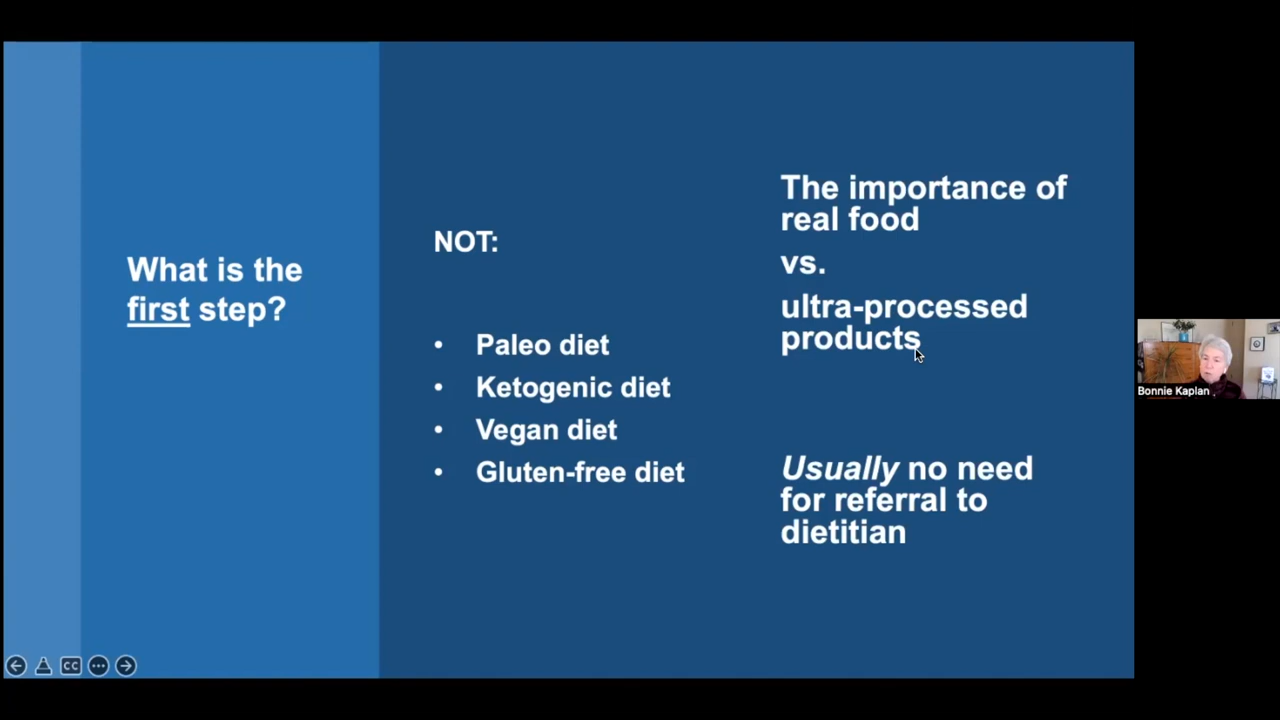 What is the
first step?
NOT:
• Paleo diet
• Ketogenic diet
• Vegan diet
• Gluten-free diet
The importance of
real food
vs.
ultra-processed
products
Usually no need
for referral to
dietitian
Bonnie Kaplan
CC